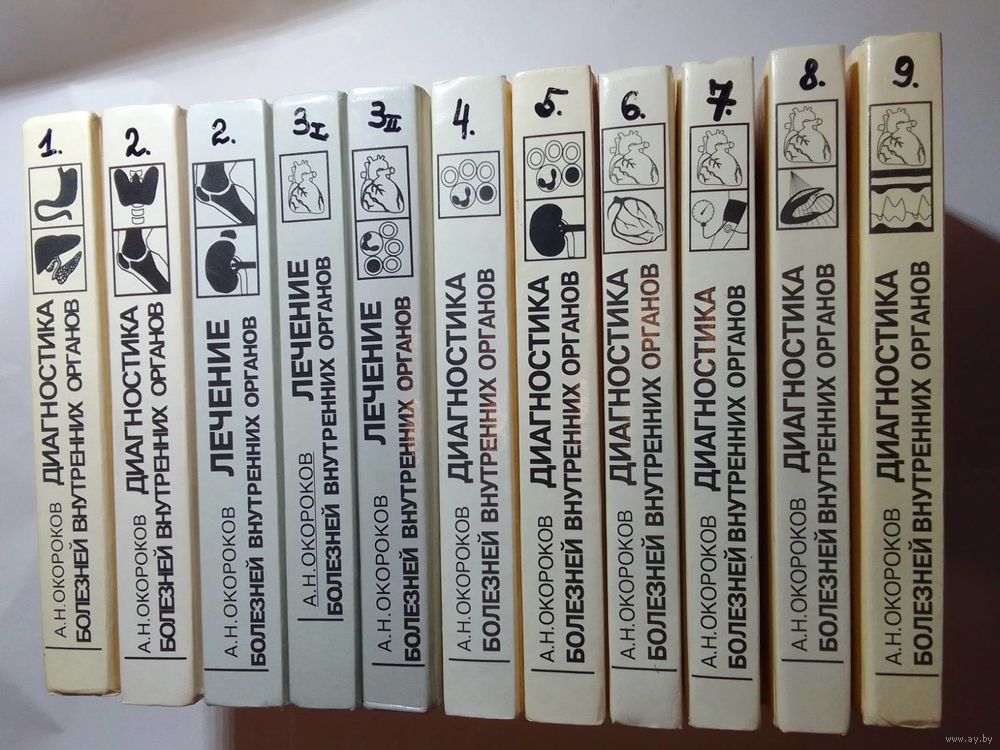 1.
А.Н.ОКОРОКОВ ДИАГНОСТИКА
БОЛЕЗНЕЙ ВНУТРЕННИХ ОРГАНОВ
2.
А.Н.ОКОРОКОВ ДИАГНОСТИКА
БОЛЕЗНЕЙ ВНУТРЕННИХ ОРГАНОВ
2.
А.Н.ОКОРОКОВ ЛЕЧЕНИЕ
БОЛЕЗНЕЙ ВНУТРЕННИХ ОРГАНОВ
3I
А.Н.ОКОРОКОВ ЛЕЧЕНИЕ
БОЛЕЗНЕЙ ВНУТРЕННИХ ОРГАНОВ
3II
А.Н.ОКОРОКОВ ЛЕЧЕНИЕ
БОЛЕЗНЕЙ ВНУТРЕННИХ ОРГАНОВ
4.
А.Н.ОКОРОКОВ ДИАГНОСТИКА
БОЛЕЗНЕЙ ВНУТРЕННИХ ОРГАНОВ
5.
А.Н.ОКОРОКОВ ДИАГНОСТИКА
БОЛЕЗНЕЙ ВНУТРЕННИХ ОРГАНОВ
6.
А.Н.ОКОРОКОВ ДИАГНОСТИКА
БОЛЕЗНЕЙ ВНУТРЕННИХ ОРГАНОВ
7.
А.Н.ОКОРОКОВ ДИАГНОСТИКА
БОЛЕЗНЕЙ ВНУТРЕННИХ ОРГАНОВ
8.
А.Н.ОКОРОКОВ ДИАГНОСТИКА
БОЛЕЗНЕЙ ВНУТРЕННИХ ОРГАНОВ
9.
А.Н.ОКОРОКОВ ДИАГНОСТИКА
БОЛЕЗНЕЙ ВНУТРЕННИХ ОРГАНОВ
www.ay.by